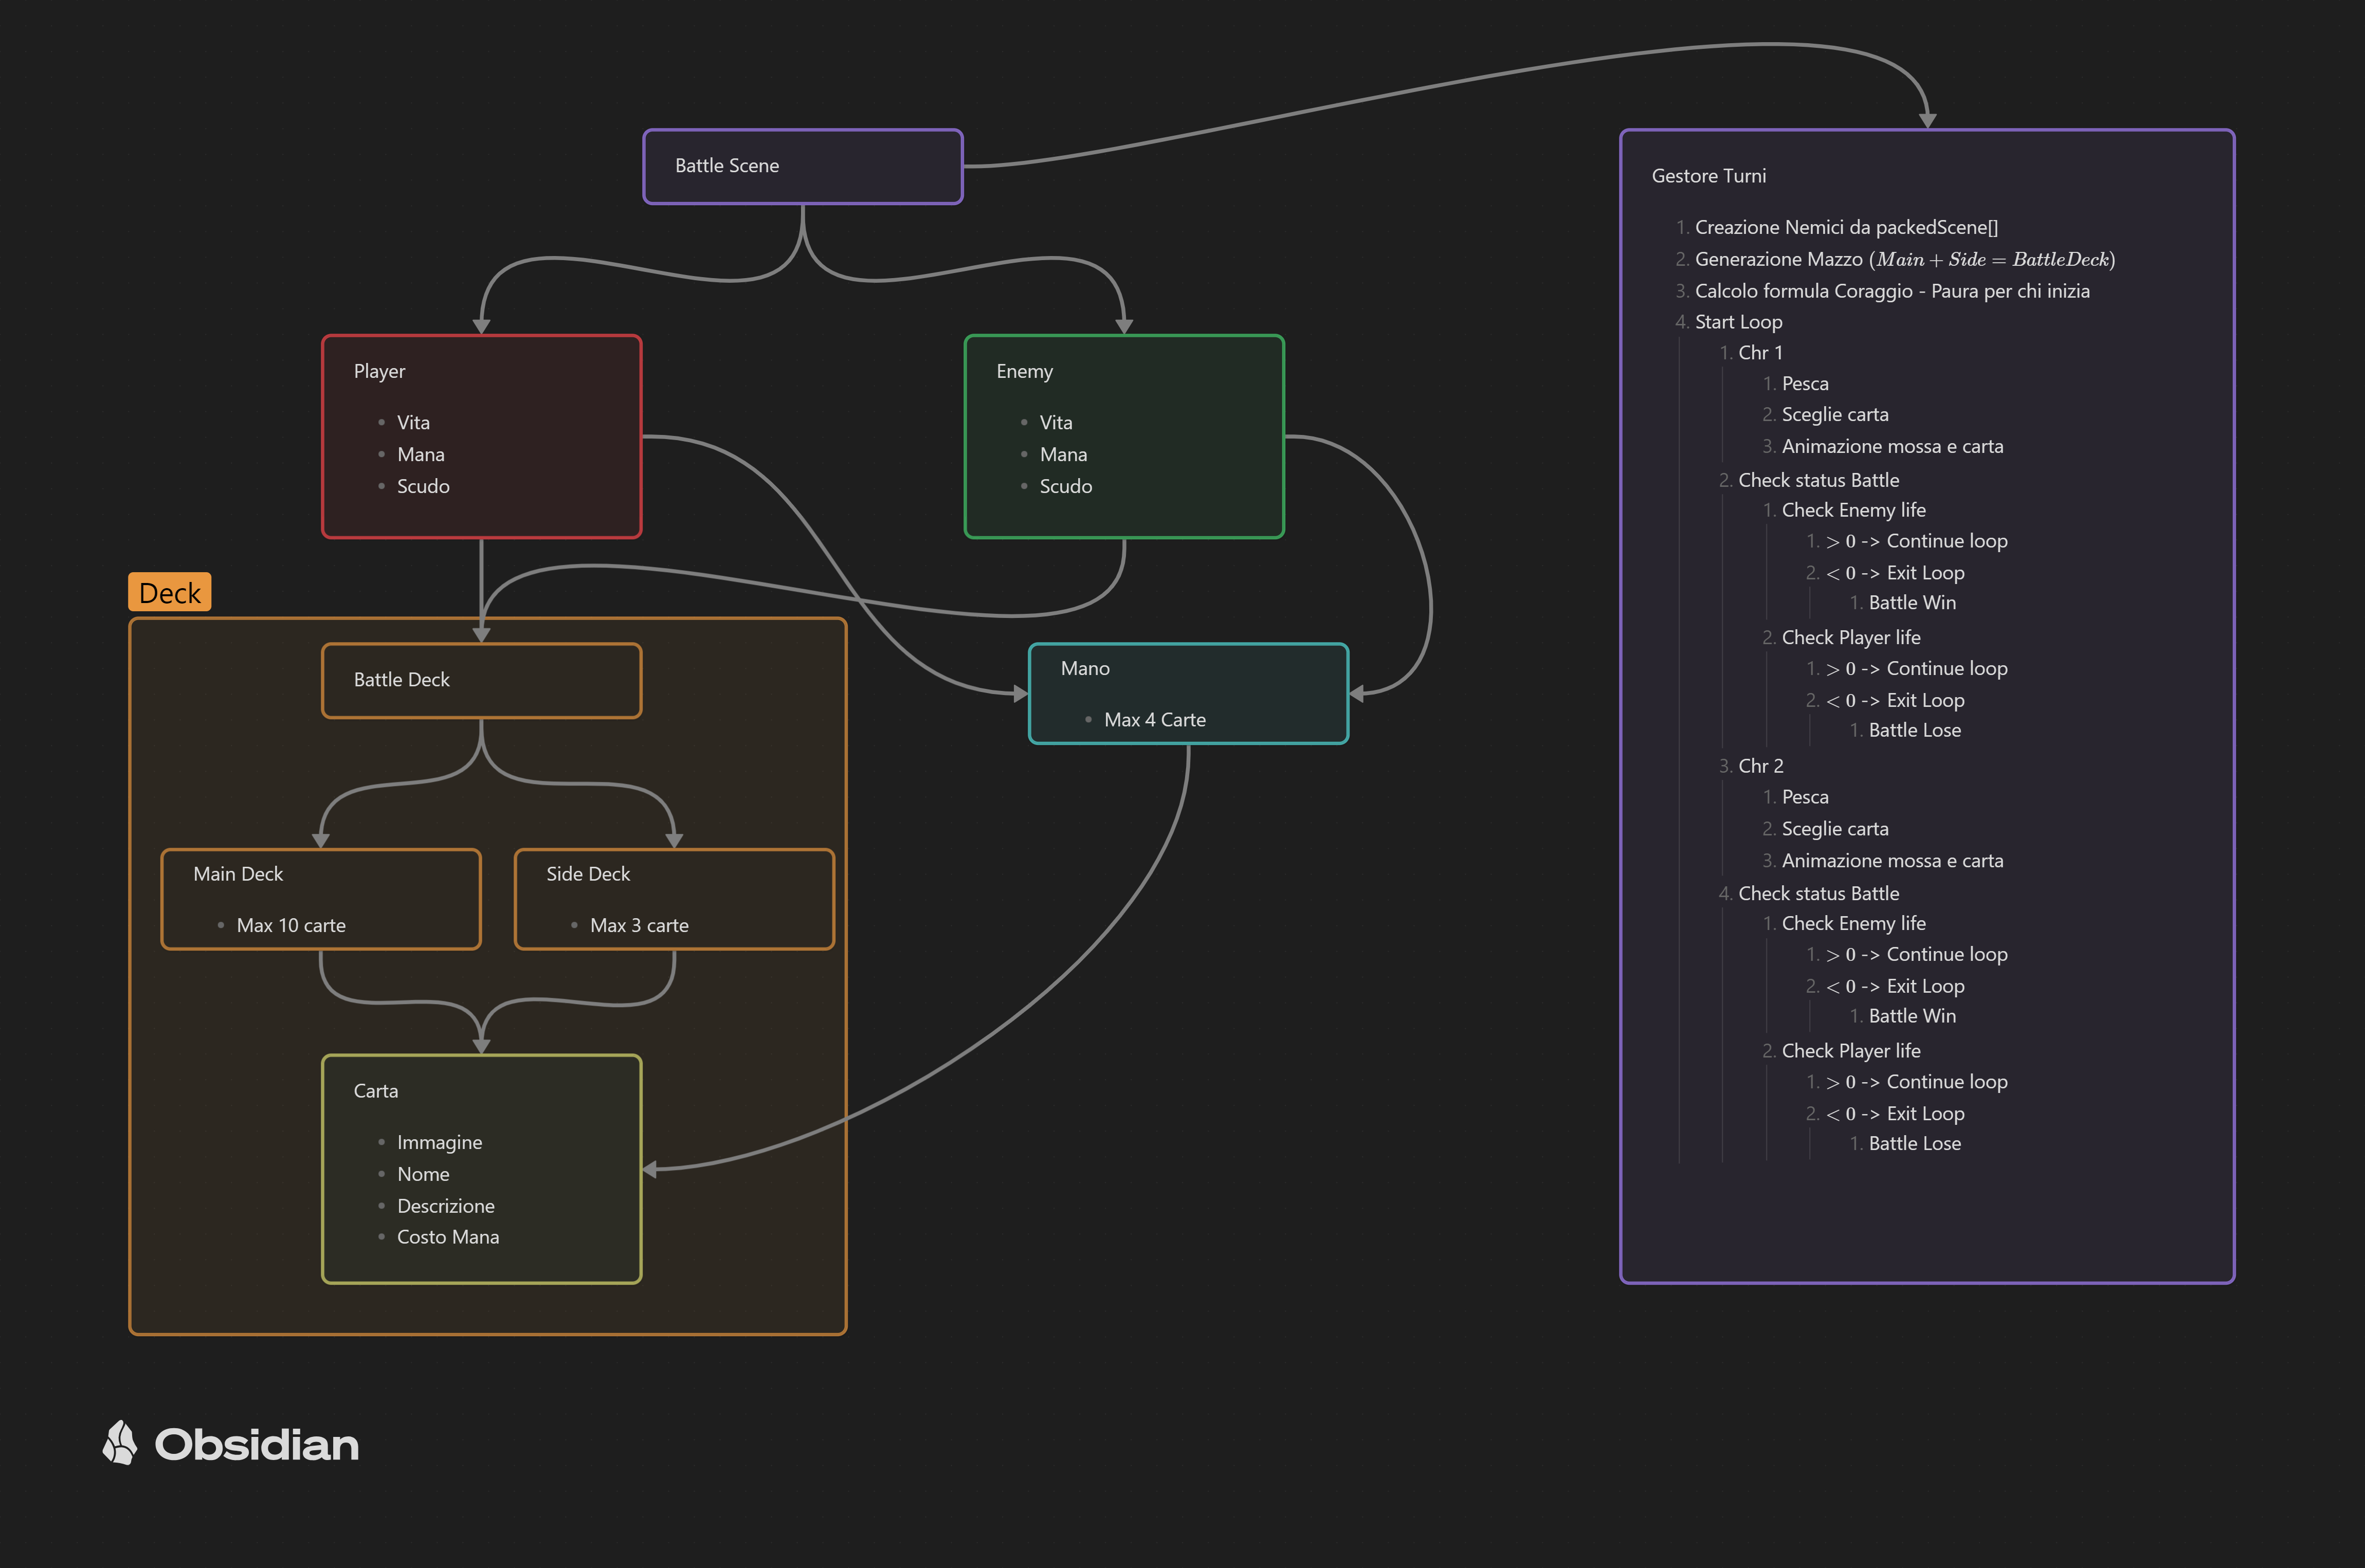 Battle Scene
Player
• Vita
• Mana
• Scudo
Enemy
• Vita
• Mana
• Scudo
Deck
Battle Deck
Mano
• Max 4 Carte
Main Deck
• Max 10 carte
Side Deck
• Max 3 carte
Carta
• Immagine
• Nome
• Descrizione
• Costo Mana
Gestore Turni
1. Creazione Nemici da packedScene[]
2. Generazione Mazzo (Main + Side = BattleDeck)
3. Calcolo formula Coraggio - Paura per chi inizia
4. Start Loop
1. Chr 1
1. Pesca
2. Sceglie carta
3. Animazione mossa e carta
2. Check status Battle
1. Check Enemy life
1. > 0 -> Continue loop
2. < 0 -> Exit Loop
1. Battle Win
2. Check Player life
1. > 0 -> Continue loop
2. < 0 -> Exit Loop
1. Battle Lose
3. Chr 2
1. Pesca
2. Sceglie carta
3. Animazione mossa e carta
4. Check status Battle
1. Check Enemy life
1. > 0 -> Continue loop
2. < 0 -> Exit Loop
1. Battle Win
2. Check Player life
1. > 0 -> Continue loop
2. < 0 -> Exit Loop
1. Battle Lose
Obsidian